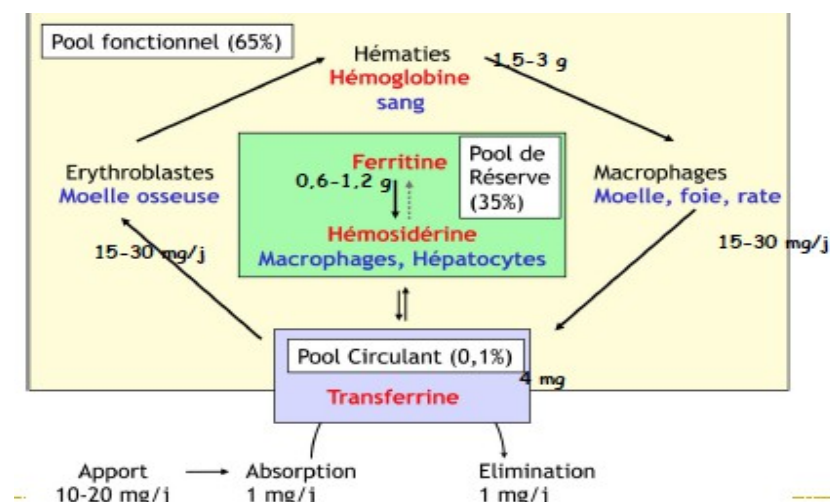 Pool fonctionnel (65%)
Hématies
Hémoglobine
sang
1,5-3 g
Erythroblastes
Moelle osseuse
15-30 mg/j
Ferritine
0,6-1,2 g
Pool de
Réserve
(35%)
Hémosidérine
Macrophages, Hépatocytes
Macrophages
Moelle, foie, rate
15-30 mg/j
Pool Circulant (0,1%)
4 mg
Transferrine
Apport
10-20 mg/j
Absorption
1 mg/j
Elimination
1 mg/j